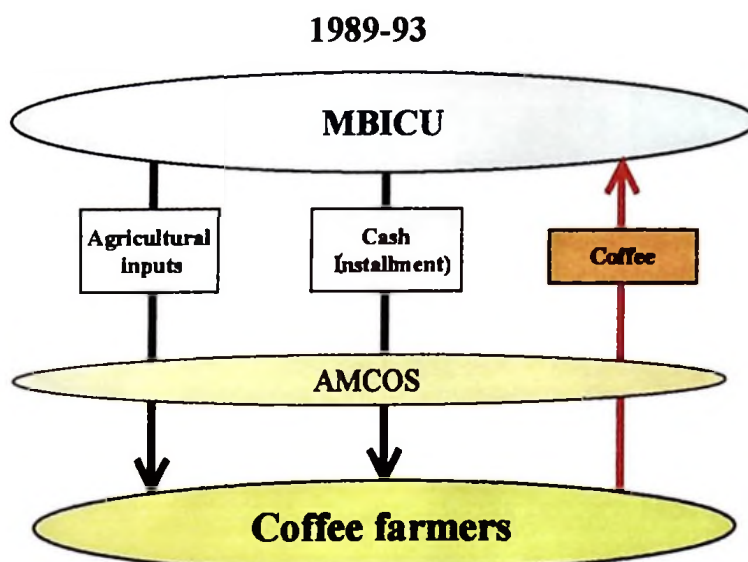 1989-93
MBICU
Agricultural
inputs
Cash
Installment)
Coffee
AMCOS
Coffee farmers